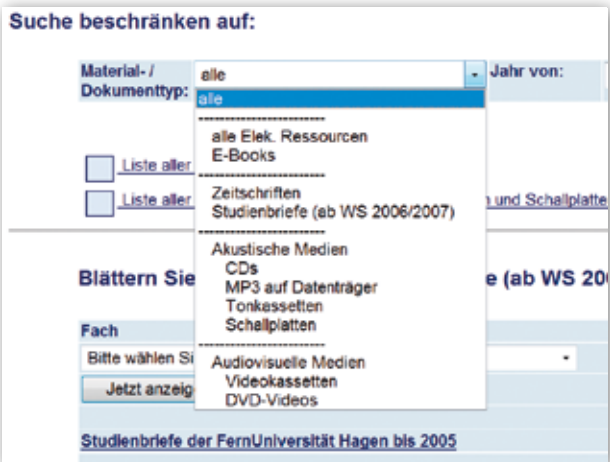 Suche beschränken auf:
Material- / alle Jahr von:
Dokumenttyp:
alle
------------------------
alle Elek. Ressourcen
E-Books
------------------------
Liste aller
Zeitschriften
Studienbriefe (ab WS 2006/2007)
Liste aller n und Schallplatte
------------------------
Akustische Medien
CDs
MP3 auf Datenträger
Tonkassetten
Schallplatten
------------------------
Audiovisuelle Medien
Videokassetten
DVD-Videos
Blättern Sie e (ab WS 20
Fach
Bitte wählen Si
Jetzt anzeig
Studienbriefe der FernUniversität Hagen bis 2005